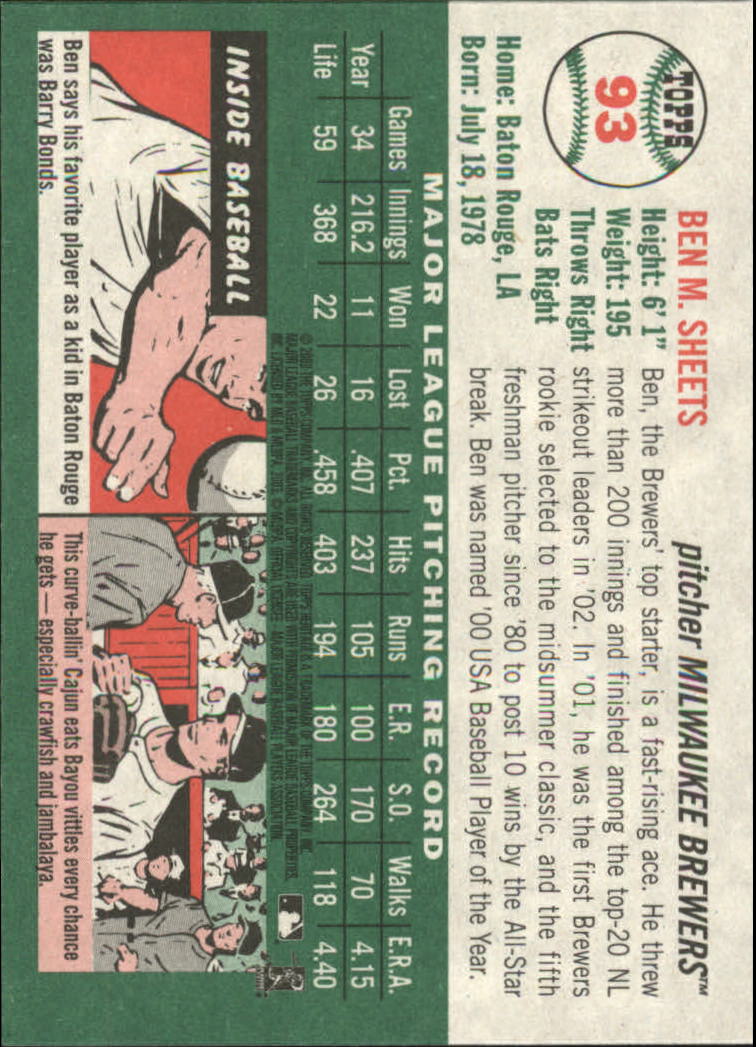 TOPPS
93
BEN M. SHEETS
pitcher MILWAUKEE BREWERS™
Height: 6' 1"
Weight: 195
Throws Right
Bats Right
Home: Baton Rouge, LA
Born: July 18, 1978
Ben, the Brewers' top starter, is a fast-rising ace. He threw
more than 200 innings and finished among the top-20 NL
strikeout leaders in '02. In '01, he was the first Brewers
rookie selected to the midsummer classic, and the fifth
freshman pitcher since '80 to post 10 wins by the All-Star
break. Ben was named '00 USA Baseball Player of the Year.
MAJOR LEAGUE PITCHING RECORD
Games Innings Won Lost Pct. Hits Runs E.R. S.O. Walks E.R.A.
Year 34 216.2 11 16 .407 237 105 100 170 70 4.15
Life 59 368 22 26 .458 403 194 180 264 118 4.40
INSIDE BASEBALL
Ben says his favorite player as a kid in Baton Rouge
was Barry Bonds.
This curve-ballin' Cajun eats Bayou vittles every chance
he gets — especially crawfish and jambalaya.